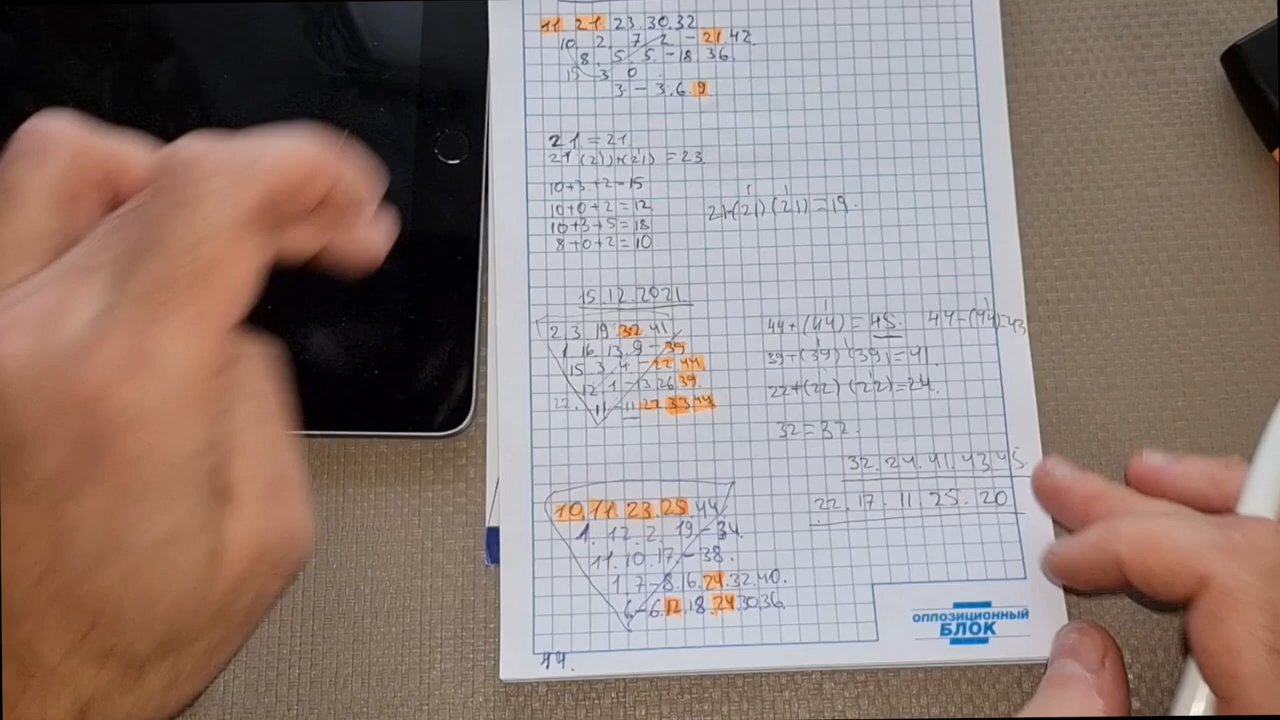 11 21. 23. 30. 32
10. 2. 7. 2 - 21 42.
8. 5. 5. - 18 36.
15 3 0
3 - 3.6.9
21 = 21
21 (21)+(21) = 23.
10+3+2=15
10+0+2=12
10+3+5=18
8+0+2=10
21-(21)(21)=19.
15.12.2021
2. 3. 19. 32. 41
1. 16. 13. 9 - 39
15. 3. 4 - 22 44
12. 1 - 13.26.39.
22. 11 - 11 22 33 44
44+(44) = 45. 44-(44)=43
39+(39)(39)=41.
22+(22)(22)=24.
32=32.
32. 24. 41. 43. 45.
22. 17. 11. 25. 20
10. 11. 23. 25. 44
1. 12. 2. 19 - 34.
11. 10. 17 - 38.
1. 7 - 8. 16. 24. 32. 40.
6 - 6. 12. 18. 24. 30. 36.
44.
ОППОЗИЦИОННЫЙ
БЛОК